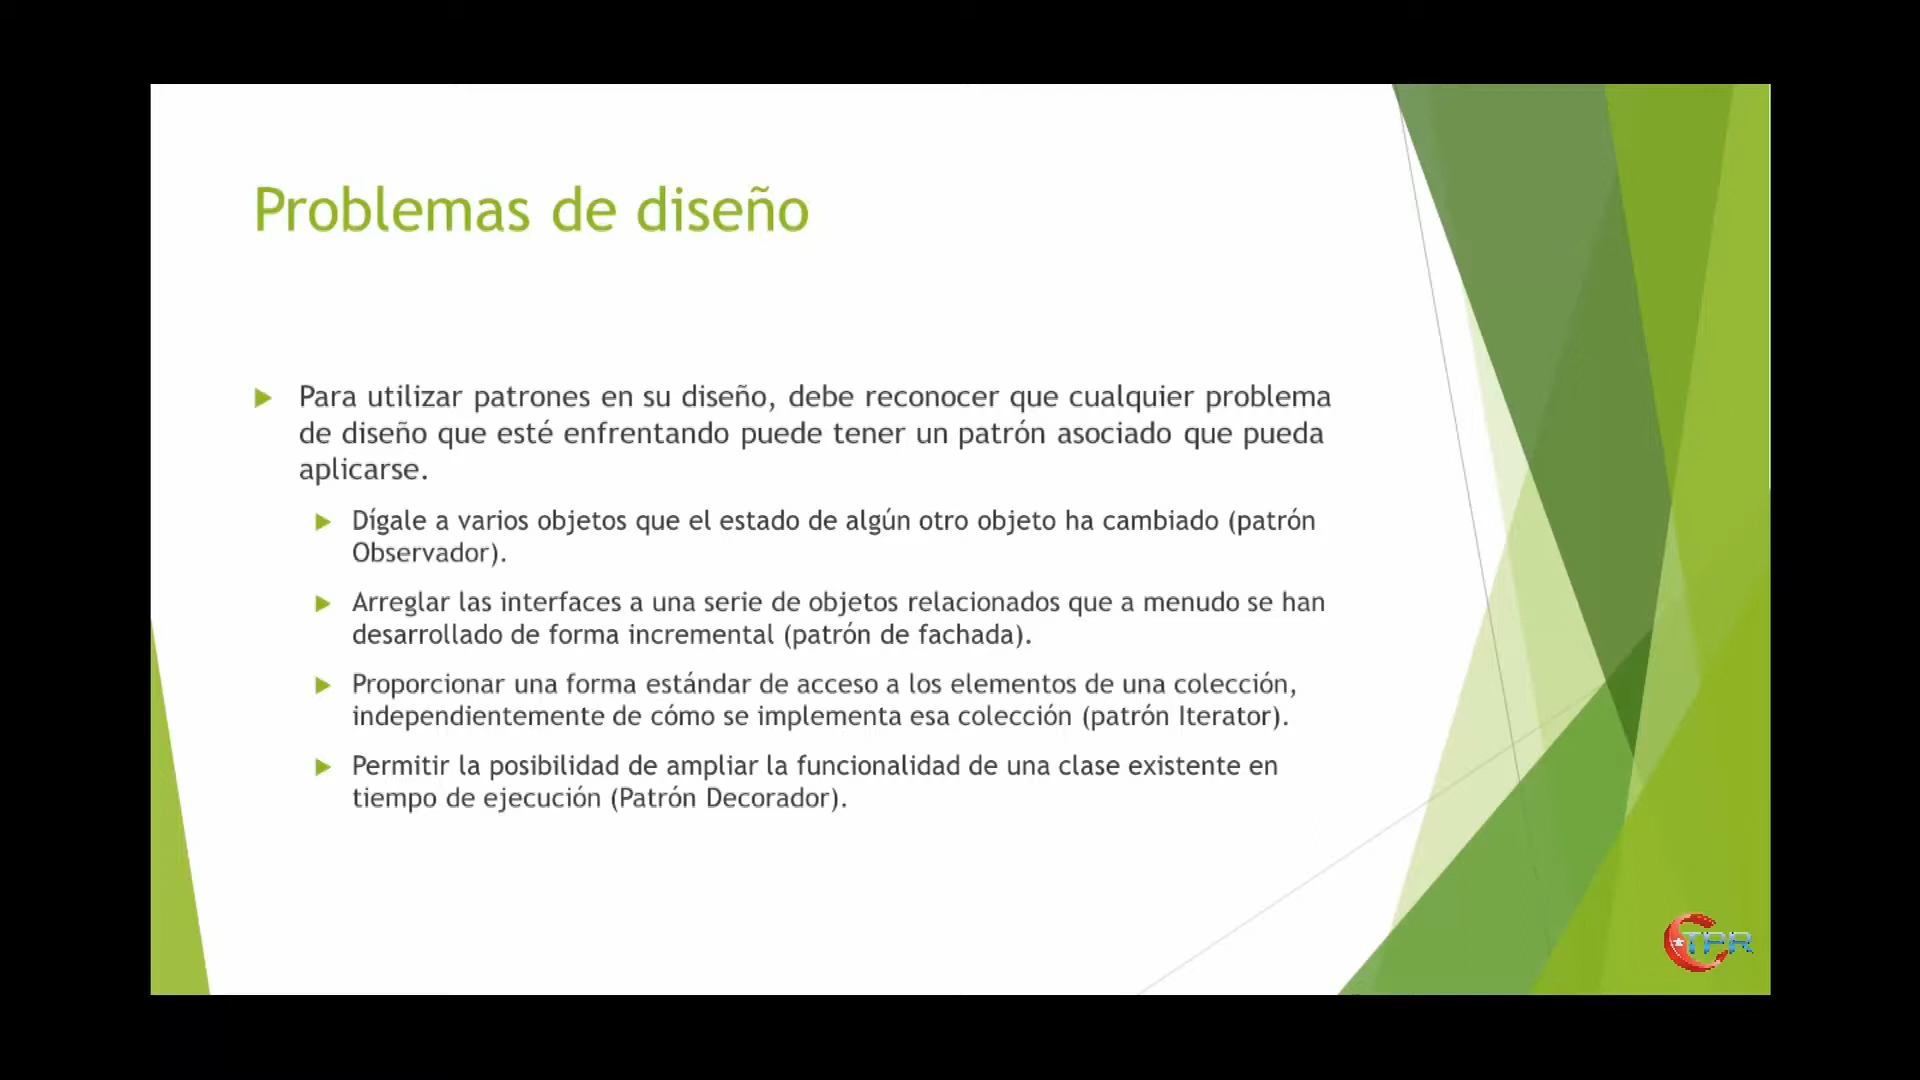 Problemas de diseño
Para utilizar patrones en su diseño, debe reconocer que cualquier problema
de diseño que esté enfrentando puede tener un patrón asociado que pueda
aplicarse.
Dígale a varios objetos que el estado de algún otro objeto ha cambiado (patrón
Observador).
Arreglar las interfaces a una serie de objetos relacionados que a menudo se han
desarrollado de forma incremental (patrón de fachada).
Proporcionar una forma estándar de acceso a los elementos de una colección,
independientemente de cómo se implementa esa colección (patrón Iterator).
Permitir la posibilidad de ampliar la funcionalidad de una clase existente en
tiempo de ejecución (Patrón Decorador).
TPR